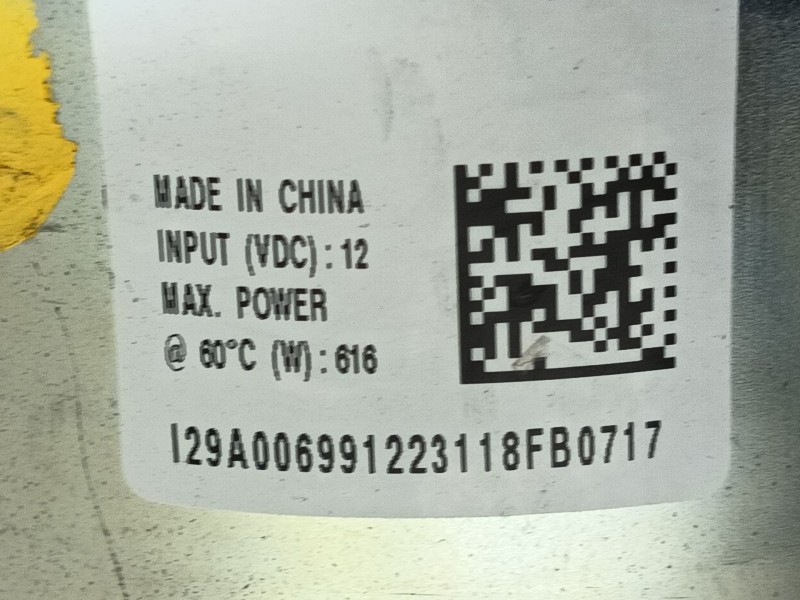 MADE IN CHINA
INPUT (VDC) : 12
MAX. POWER
@ 60°C (W) : 616
I29A006991223118FB0717